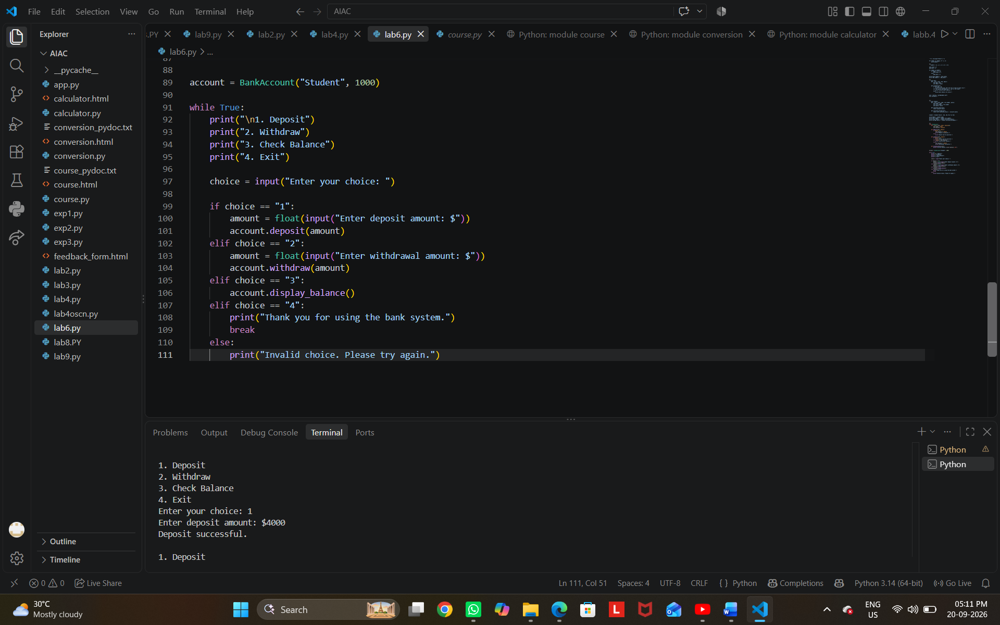 File Edit Selection View Go Run Terminal Help
AIAC
Explorer
AIAC
__pycache__
app.py
calculator.html
calculator.py
conversion_pydoc.txt
conversion.html
conversion.py
course_pydoc.txt
course.html
course.py
exp1.py
exp2.py
exp3.py
feedback_form.html
lab2.py
lab3.py
lab4.py
lab4oscn.py
lab6.py
lab8.PY
lab9.py
Outline
Timeline
.PY lab9.py lab2.py lab4.py lab6.py course.py Python: module course Python: module conversion Python: module calculator labb.4
lab6.py > ...
87
88
89 account = BankAccount("Student", 1000)
90
91 while True:
92 print("\n1. Deposit")
93 print("2. Withdraw")
94 print("3. Check Balance")
95 print("4. Exit")
96
97 choice = input("Enter your choice: ")
98
99 if choice == "1":
100 amount = float(input("Enter deposit amount: $"))
101 account.deposit(amount)
102 elif choice == "2":
103 amount = float(input("Enter withdrawal amount: $"))
104 account.withdraw(amount)
105 elif choice == "3":
106 account.display_balance()
107 elif choice == "4":
108 print("Thank you for using the bank system.")
109 break
110 else:
111 print("Invalid choice. Please try again.")
Problems Output Debug Console Terminal Ports
1. Deposit
2. Withdraw
3. Check Balance
4. Exit
Enter your choice: 1
Enter deposit amount: $4000
Deposit successful.
1. Deposit
Python
Python
0 0 Live Share Ln 111, Col 51 Spaces: 4 UTF-8 CRLF { } Python Completions Python 3.14 (64-bit) Go Live
30°C
Mostly cloudy
Search
ENG
US
05:11 PM
20-09-2026